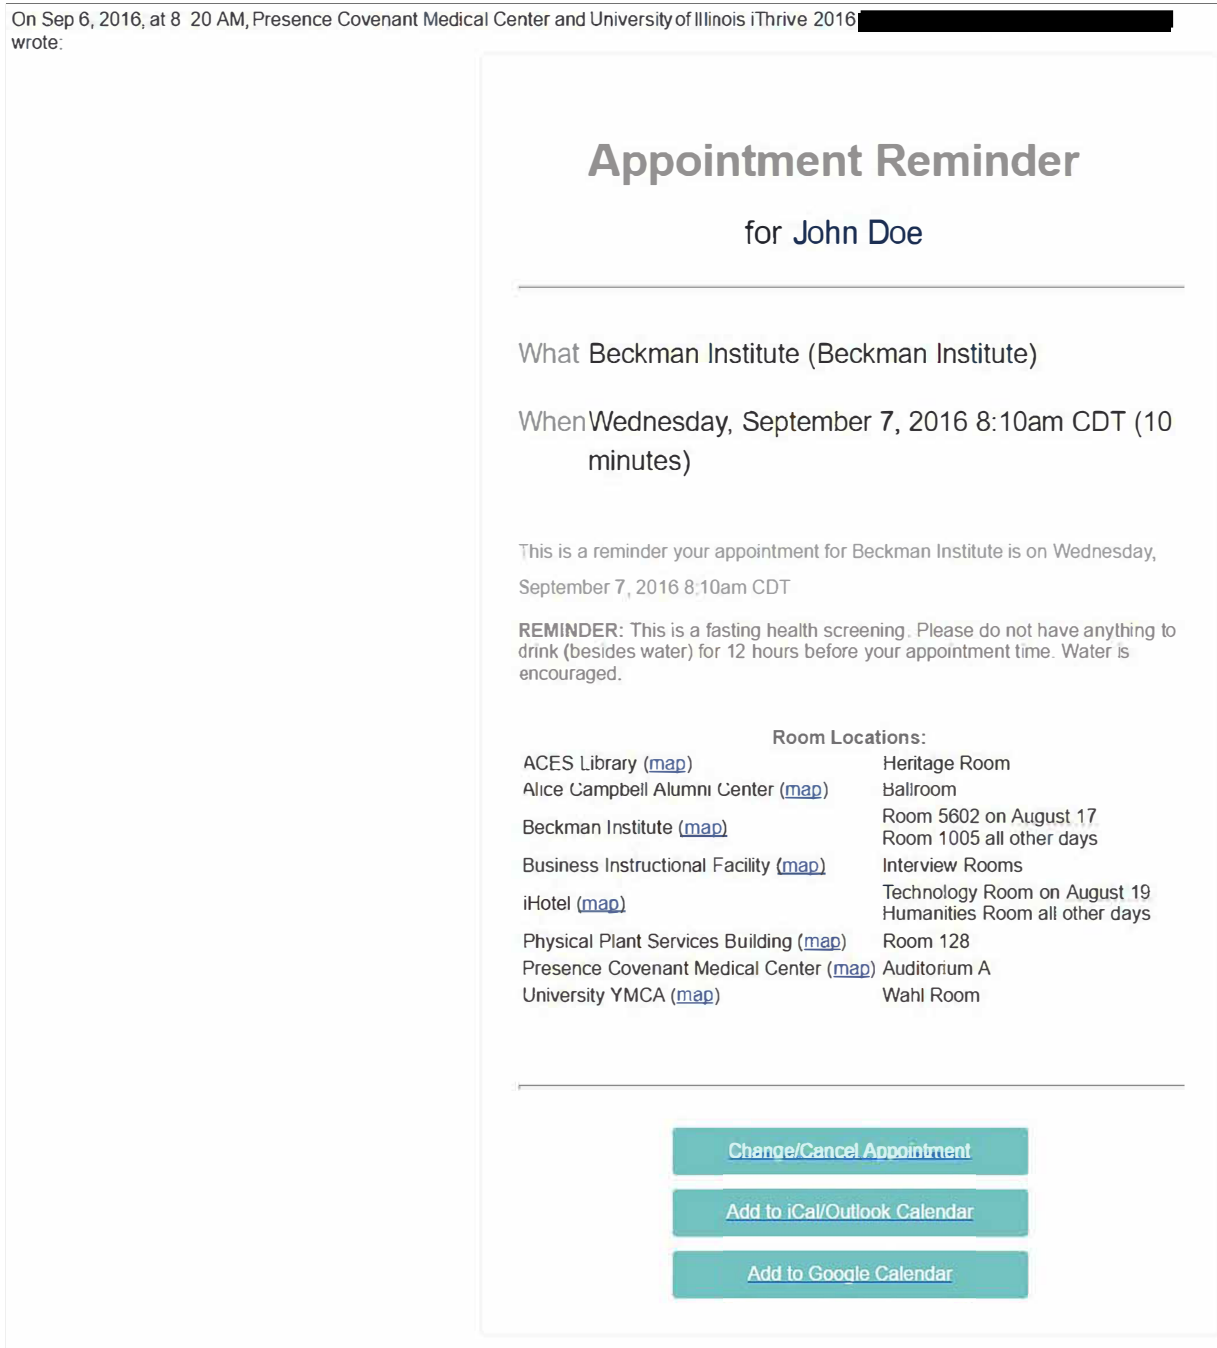 On Sep 6, 2016, at 8 20 AM, Presence Covenant Medical Center and University of Illinois iThrive 2016
wrote:
Appointment Reminder
for John Doe
What Beckman Institute (Beckman Institute)
When Wednesday, September 7, 2016 8:10am CDT (10
minutes)
This is a reminder your appointment for Beckman Institute is on Wednesday,
September 7, 2016 8:10am CDT
REMINDER: This is a fasting health screening. Please do not have anything to
drink (besides water) for 12 hours before your appointment time. Water is
encouraged.
Room Locations:
ACES Library (map) Heritage Room
Alice Campbell Alumni Center (map) Ballroom
Beckman Institute (map) Room 5602 on August 17
Room 1005 all other days
Business Instructional Facility (map) Interview Rooms
iHotel (map) Technology Room on August 19
Humanities Room all other days
Physical Plant Services Building (map) Room 128
Presence Covenant Medical Center (map) Auditorium A
University YMCA (map) Wahl Room
Change/Cancel Appointment
Add to iCal/Outlook Calendar
Add to Google Calendar